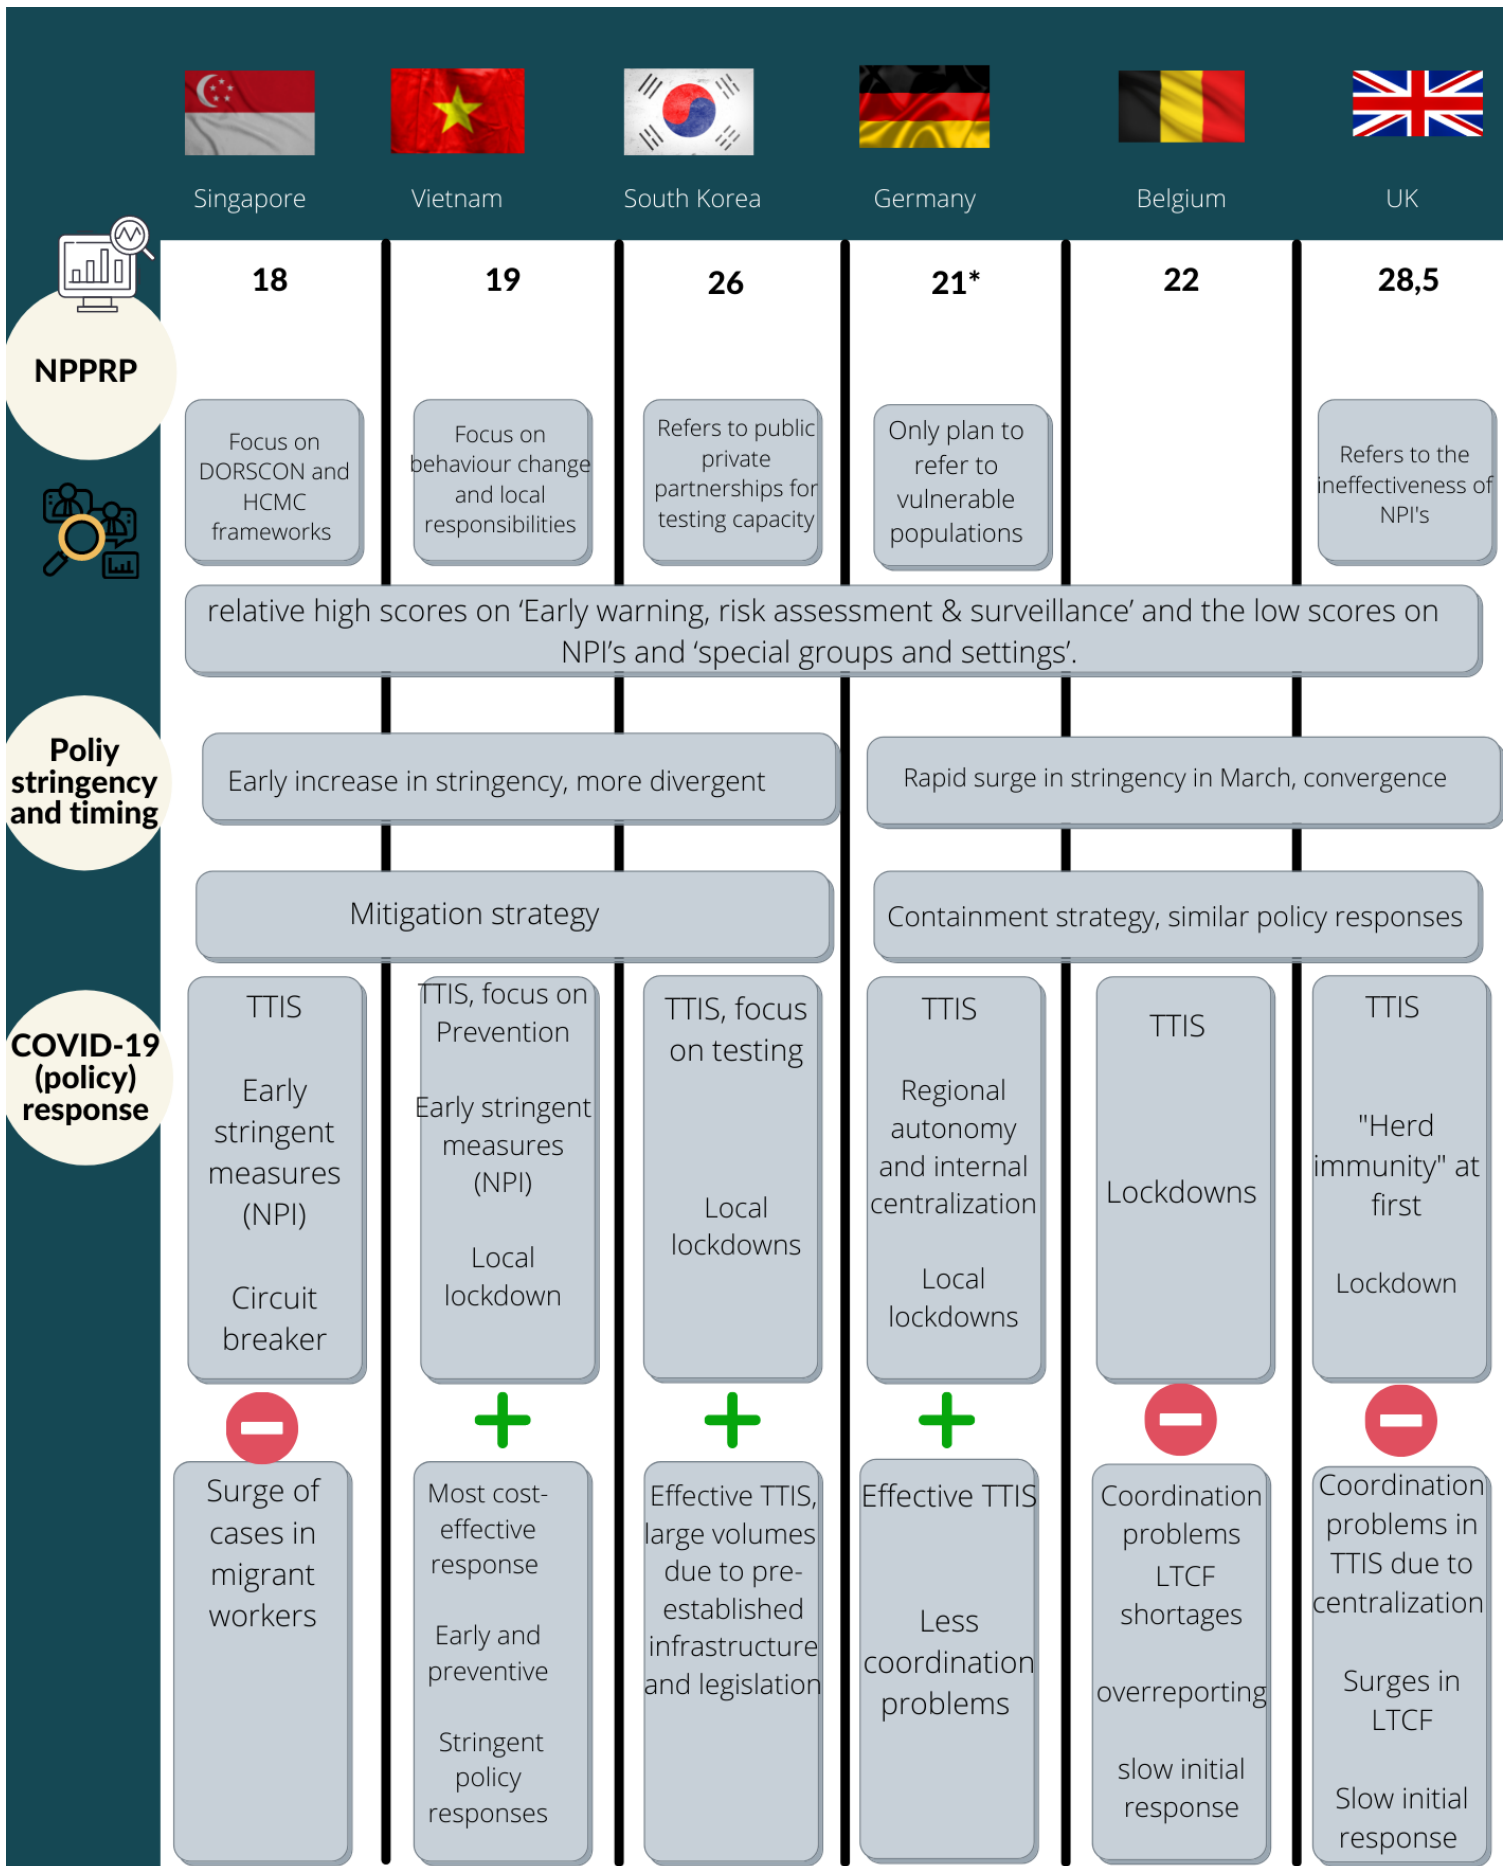 Singapore
Vietnam
South Korea
Germany
Belgium
UK
NPPRP
18
19
26
21*
22
28,5
Focus on
DORSCON and
HCMC
frameworks
Focus on
behaviour change
and local
responsibilities
Refers to public
private
partnerships for
testing capacity
Only plan to
refer to
vulnerable
populations
Refers to the
ineffectiveness of
NPI's
relative high scores on ‘Early warning, risk assessment & surveillance’ and the low scores on
NPI’s and ‘special groups and settings’.
Poliy
stringency
and timing
Early increase in stringency, more divergent
Rapid surge in stringency in March, convergence
Mitigation strategy
Containment strategy, similar policy responses
COVID-19
(policy)
response
TTIS
Early
stringent
measures
(NPI)
Circuit
breaker
TTIS, focus on
Prevention
Early stringent
measures
(NPI)
Local
lockdown
TTIS, focus
on testing
Local
lockdowns
TTIS
Regional
autonomy
and internal
centralization
Local
lockdowns
TTIS
Lockdowns
TTIS
"Herd
immunity" at
first
Lockdown
Surge of
cases in
migrant
workers
Most cost-
effective
response
Early and
preventive
Stringent
policy
responses
Effective TTIS,
large volumes
due to pre-
established
infrastructure
and legislation
Effective TTIS
Less
coordination
problems
Coordination
problems
LTCF
shortages
overreporting
slow initial
response
Coordination
problems in
TTIS due to
centralization
Surges in
LTCF
Slow initial
response